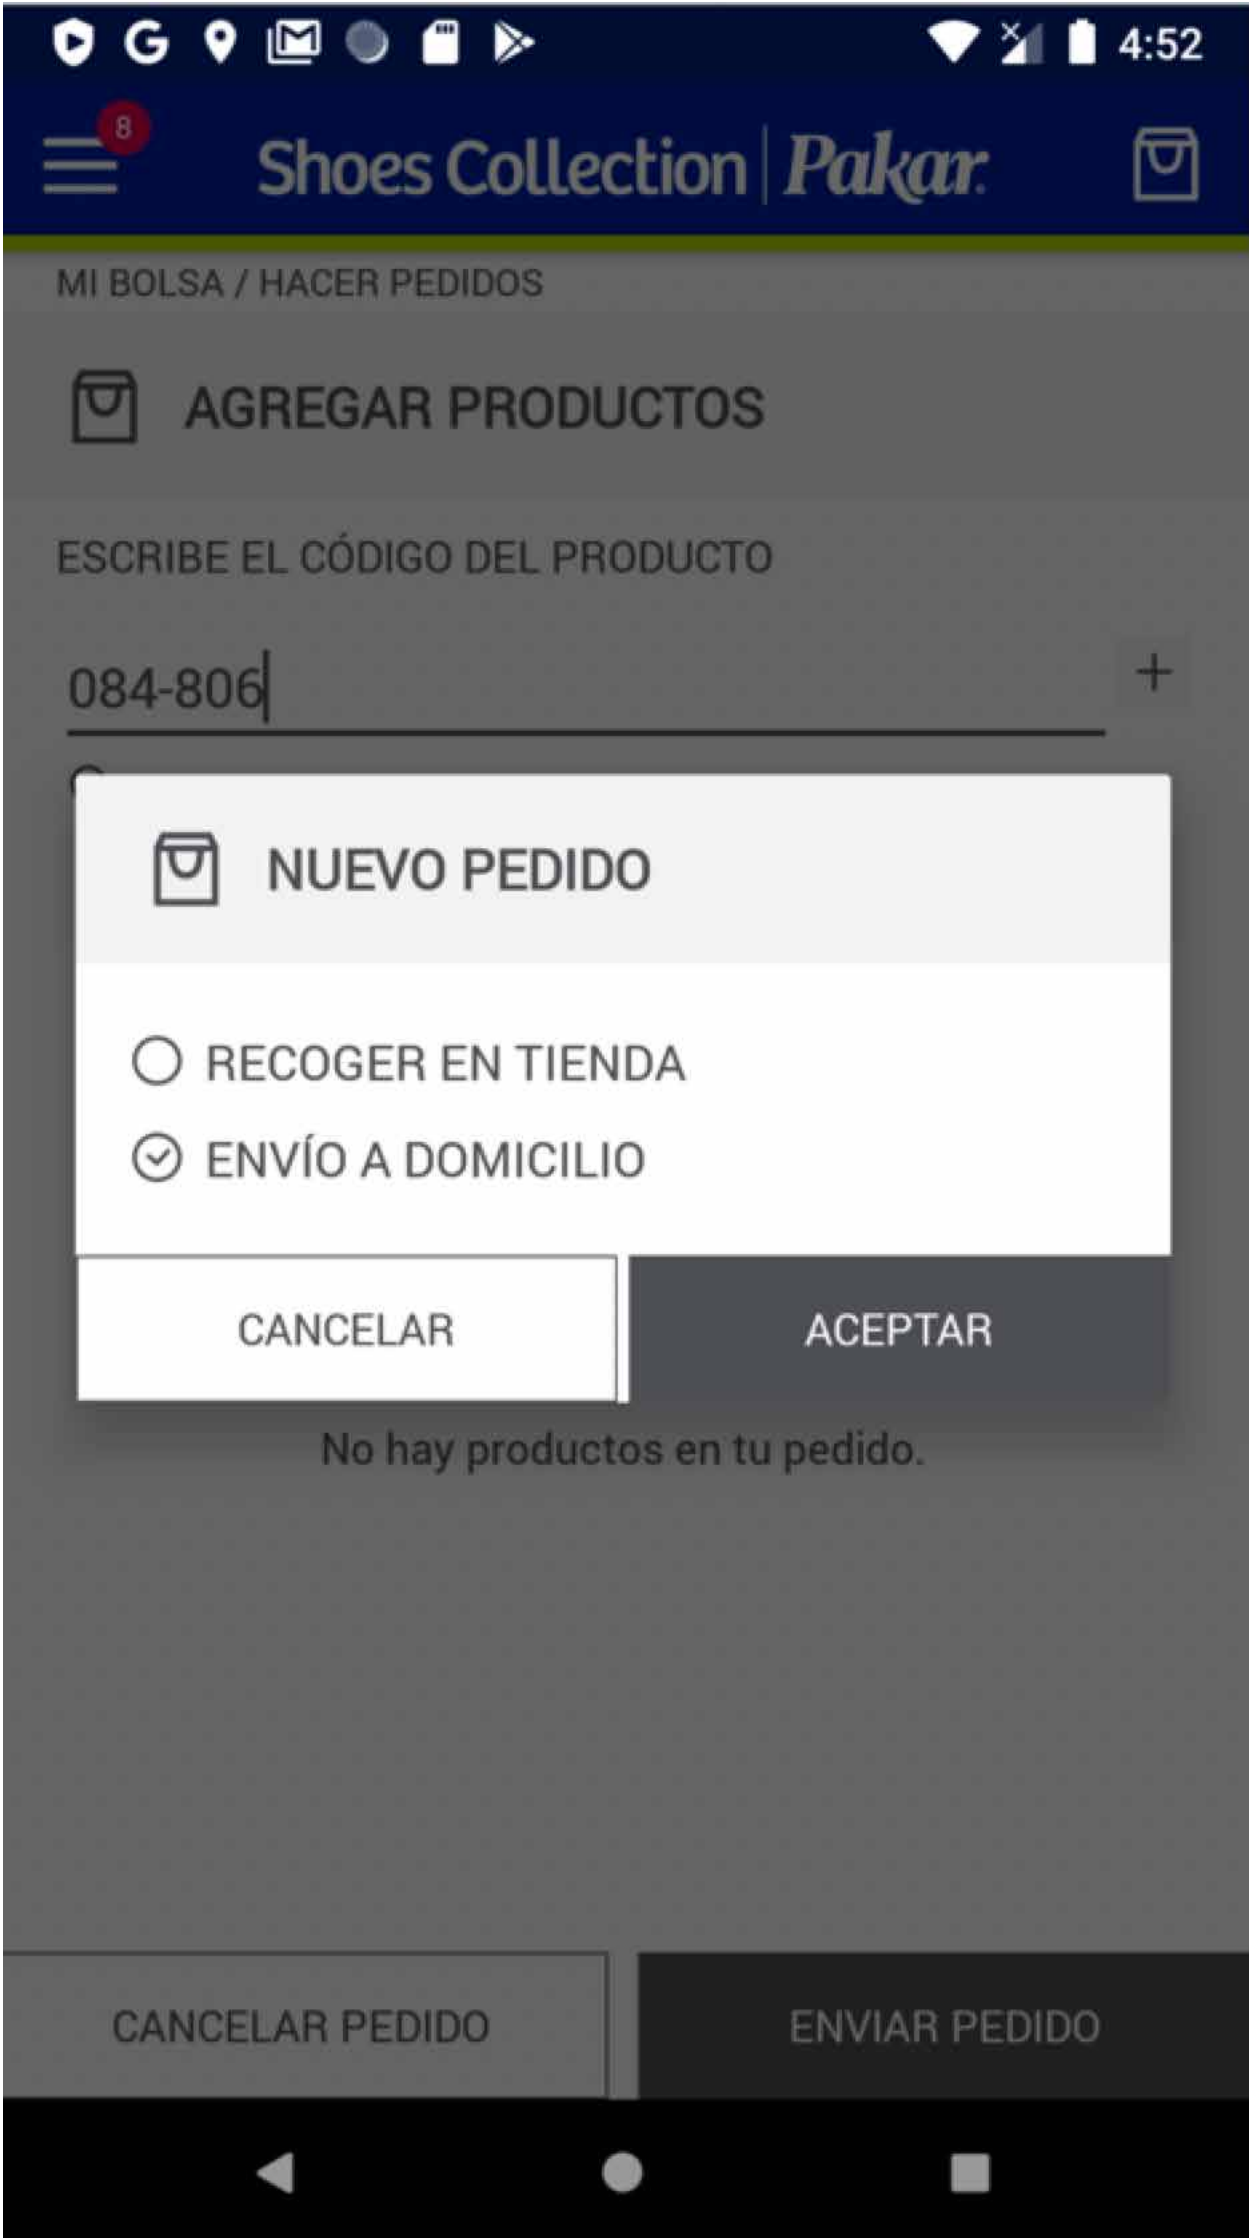 4:52
8
Shoes Collection | Pakar
MI BOLSA / HACER PEDIDOS
AGREGAR PRODUCTOS
ESCRIBE EL CÓDIGO DEL PRODUCTO
084-806
+
NUEVO PEDIDO
RECOGER EN TIENDA
ENVÍO A DOMICILIO
CANCELAR
ACEPTAR
No hay productos en tu pedido.
CANCELAR PEDIDO
ENVIAR PEDIDO